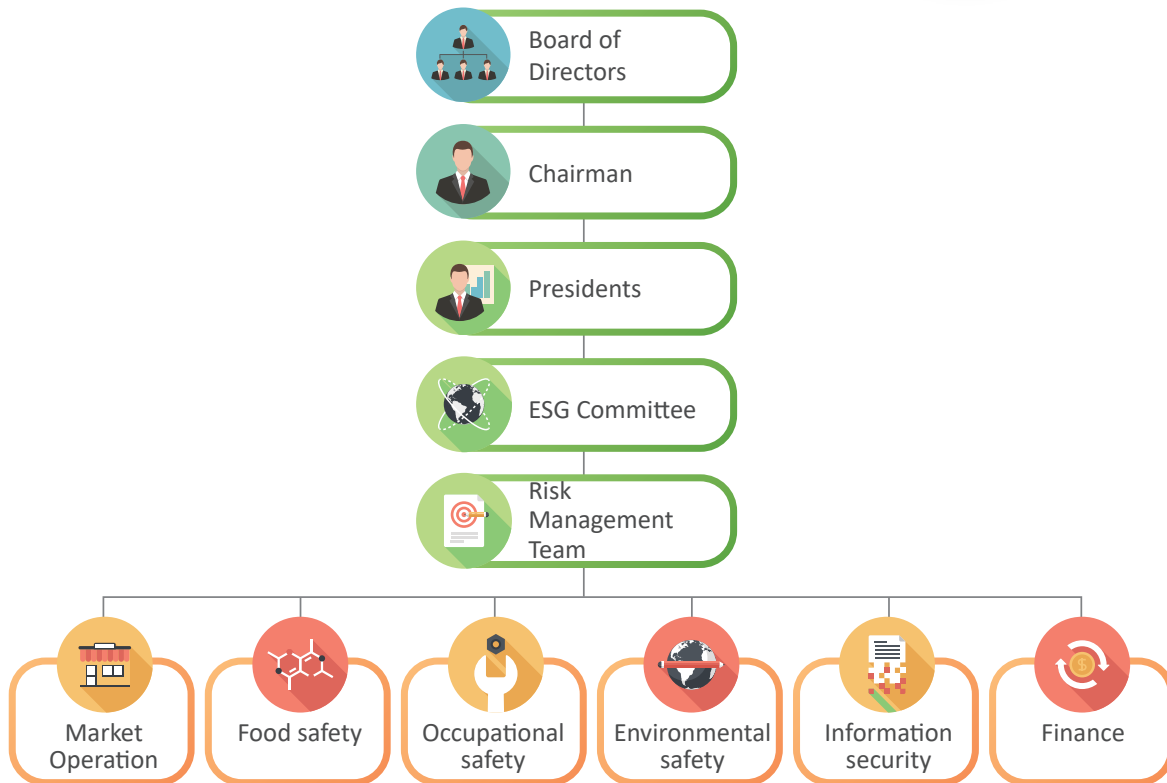 Board of
Directors
Chairman
Presidents
ESG Committee
Risk
Management
Team
Market
Operation
Food safety
Occupational
safety
Environmental
safety
Information
security
Finance
$